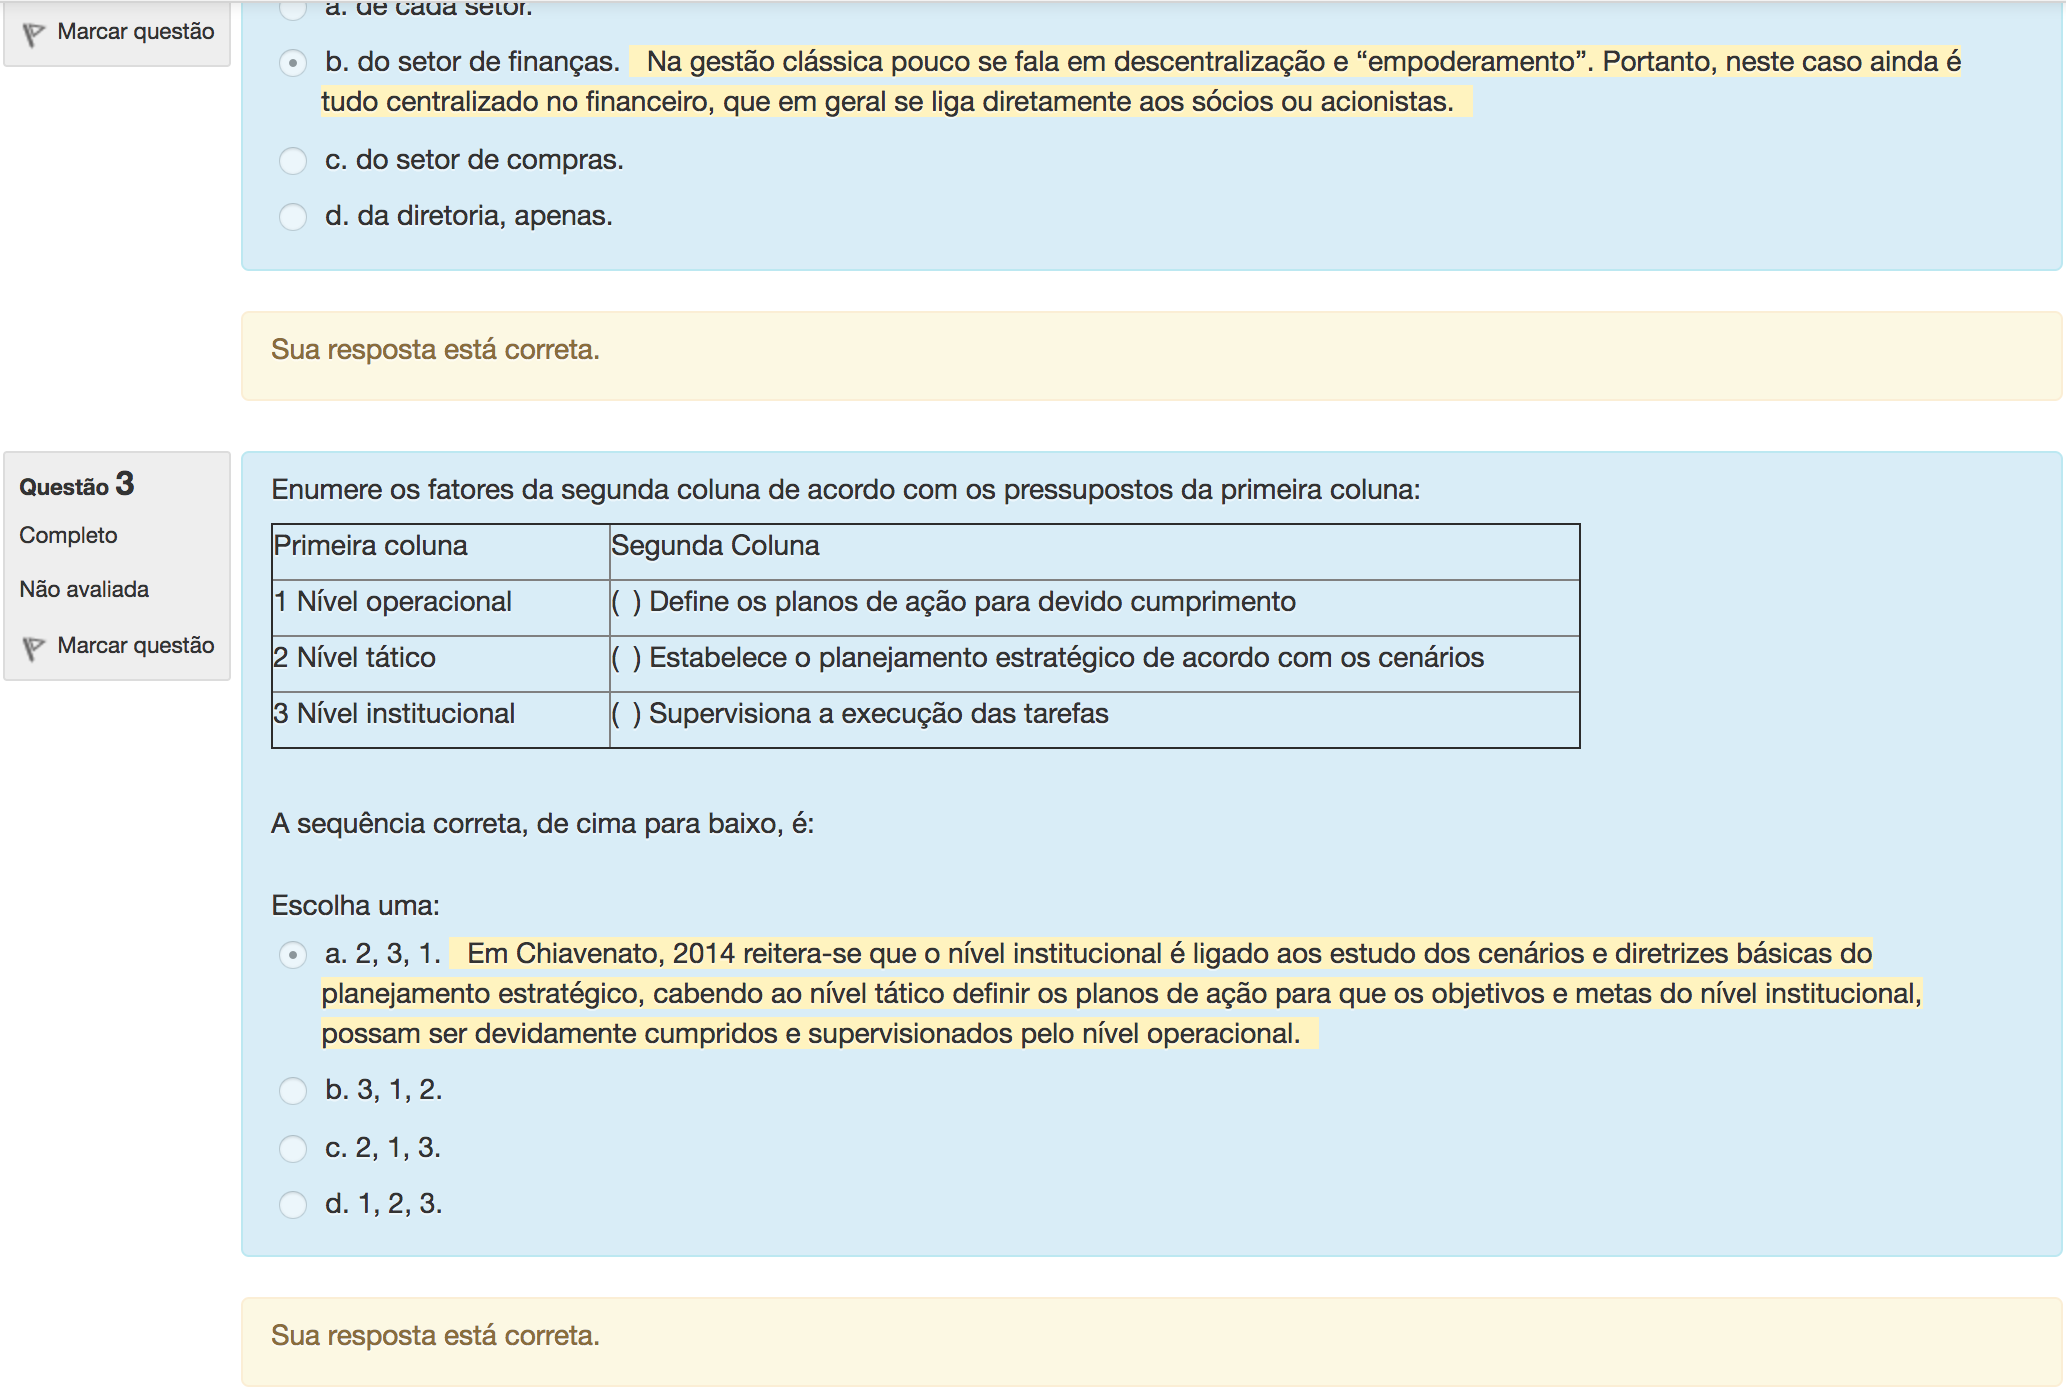 Marcar questão
a. de cada setor.
b. do setor de finanças. Na gestão clássica pouco se fala em descentralização e “empoderamento”. Portanto, neste caso ainda é
tudo centralizado no financeiro, que em geral se liga diretamente aos sócios ou acionistas.
c. do setor de compras.
d. da diretoria, apenas.
Sua resposta está correta.
Questão 3
Completo
Não avaliada
Marcar questão
Enumere os fatores da segunda coluna de acordo com os pressupostos da primeira coluna:
Primeira coluna Segunda Coluna
1 Nível operacional ( ) Define os planos de ação para devido cumprimento
2 Nível tático ( ) Estabelece o planejamento estratégico de acordo com os cenários
3 Nível institucional ( ) Supervisiona a execução das tarefas
A sequência correta, de cima para baixo, é:
Escolha uma:
a. 2, 3, 1. Em Chiavenato, 2014 reitera-se que o nível institucional é ligado aos estudo dos cenários e diretrizes básicas do
planejamento estratégico, cabendo ao nível tático definir os planos de ação para que os objetivos e metas do nível institucional,
possam ser devidamente cumpridos e supervisionados pelo nível operacional.
b. 3, 1, 2.
c. 2, 1, 3.
d. 1, 2, 3.
Sua resposta está correta.